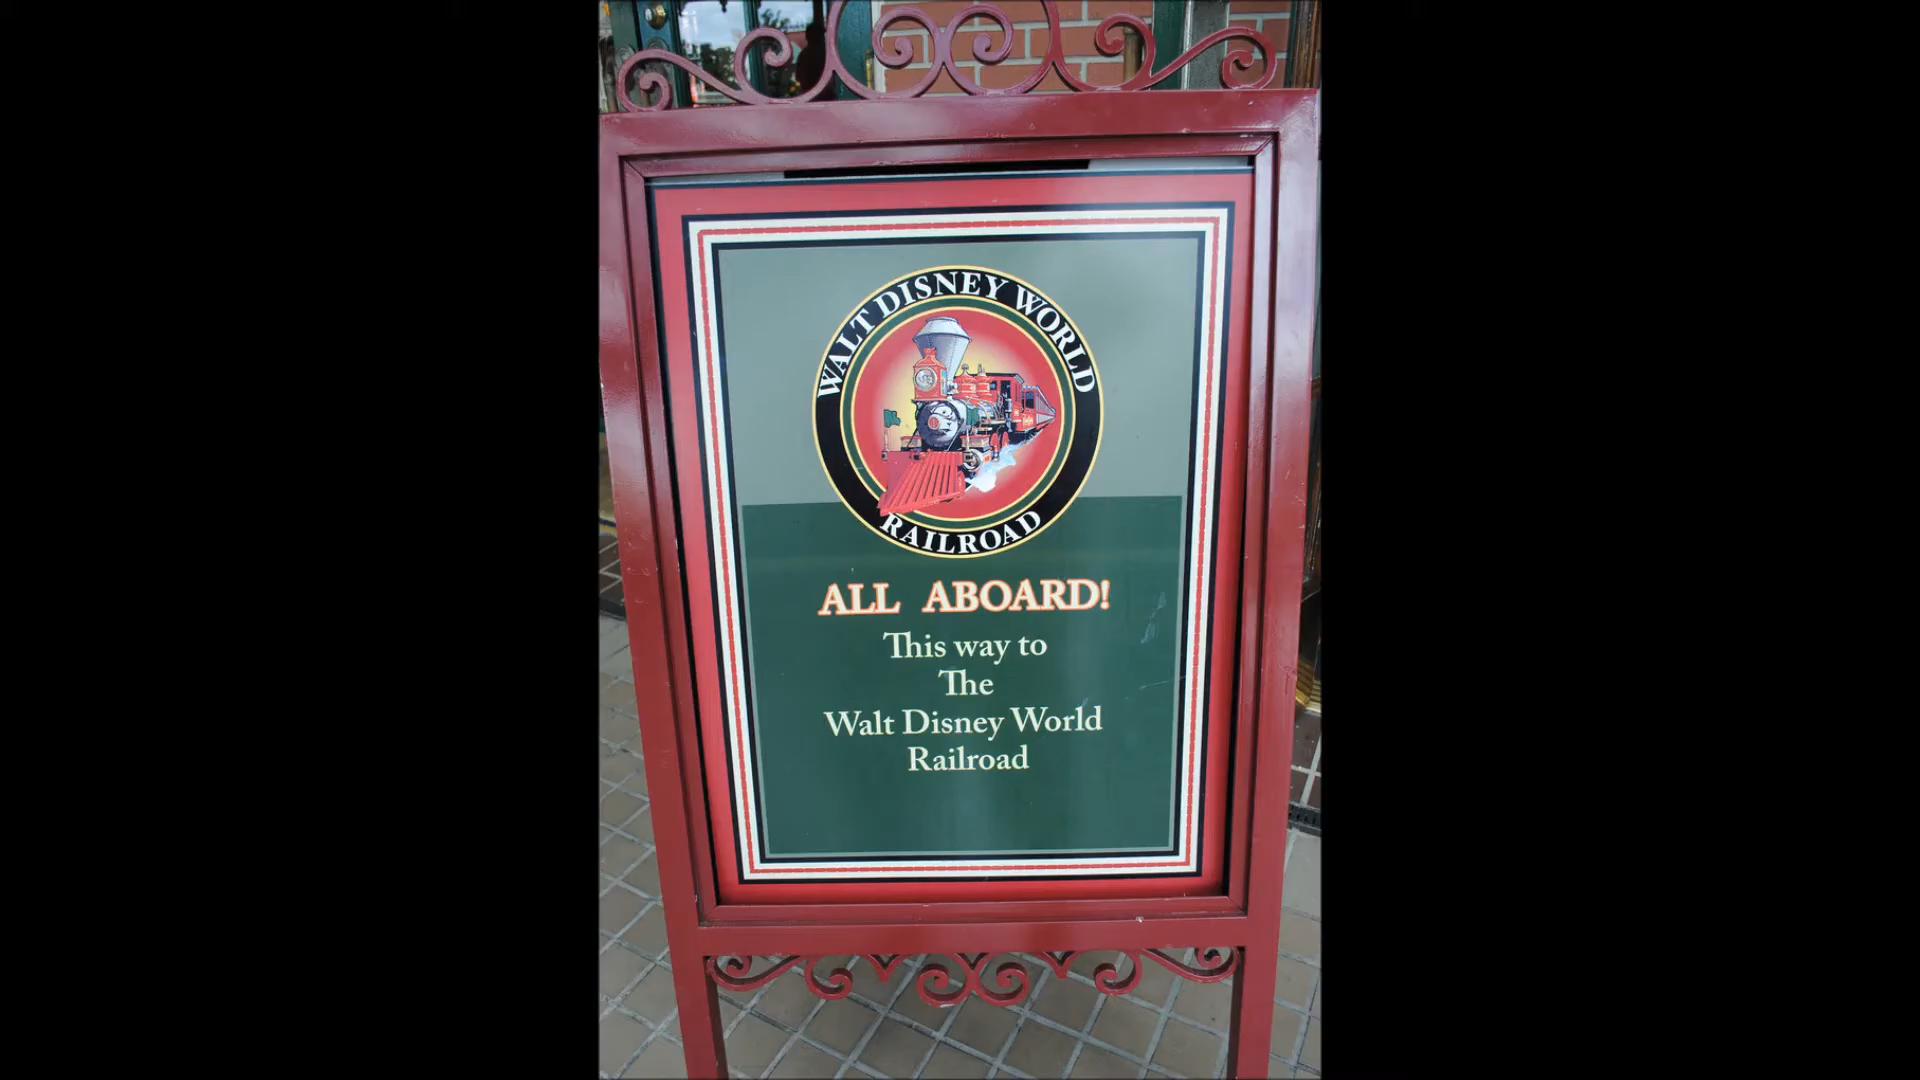 WALT DISNEY WORLD
RAILROAD
ALL ABOARD!
This way to
The
Walt Disney World
Railroad